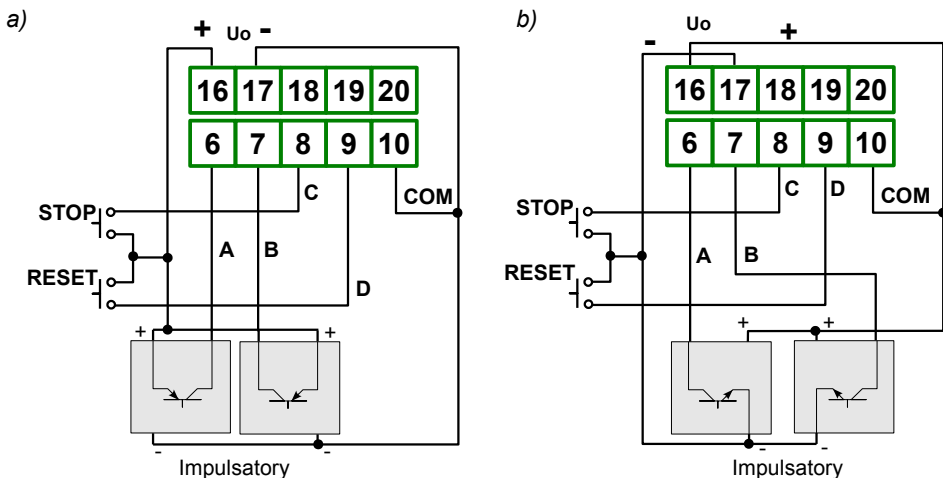 a)
+ Uo -
16 17 18 19 20
6 7 8 9 10
C
COM
STOP
A B
RESET
D
+ +
- -
Impulsatory
b)
Uo +
-
16 17 18 19 20
6 7 8 9 10
C D
COM
STOP
A B
RESET
+ +
- -
Impulsatory